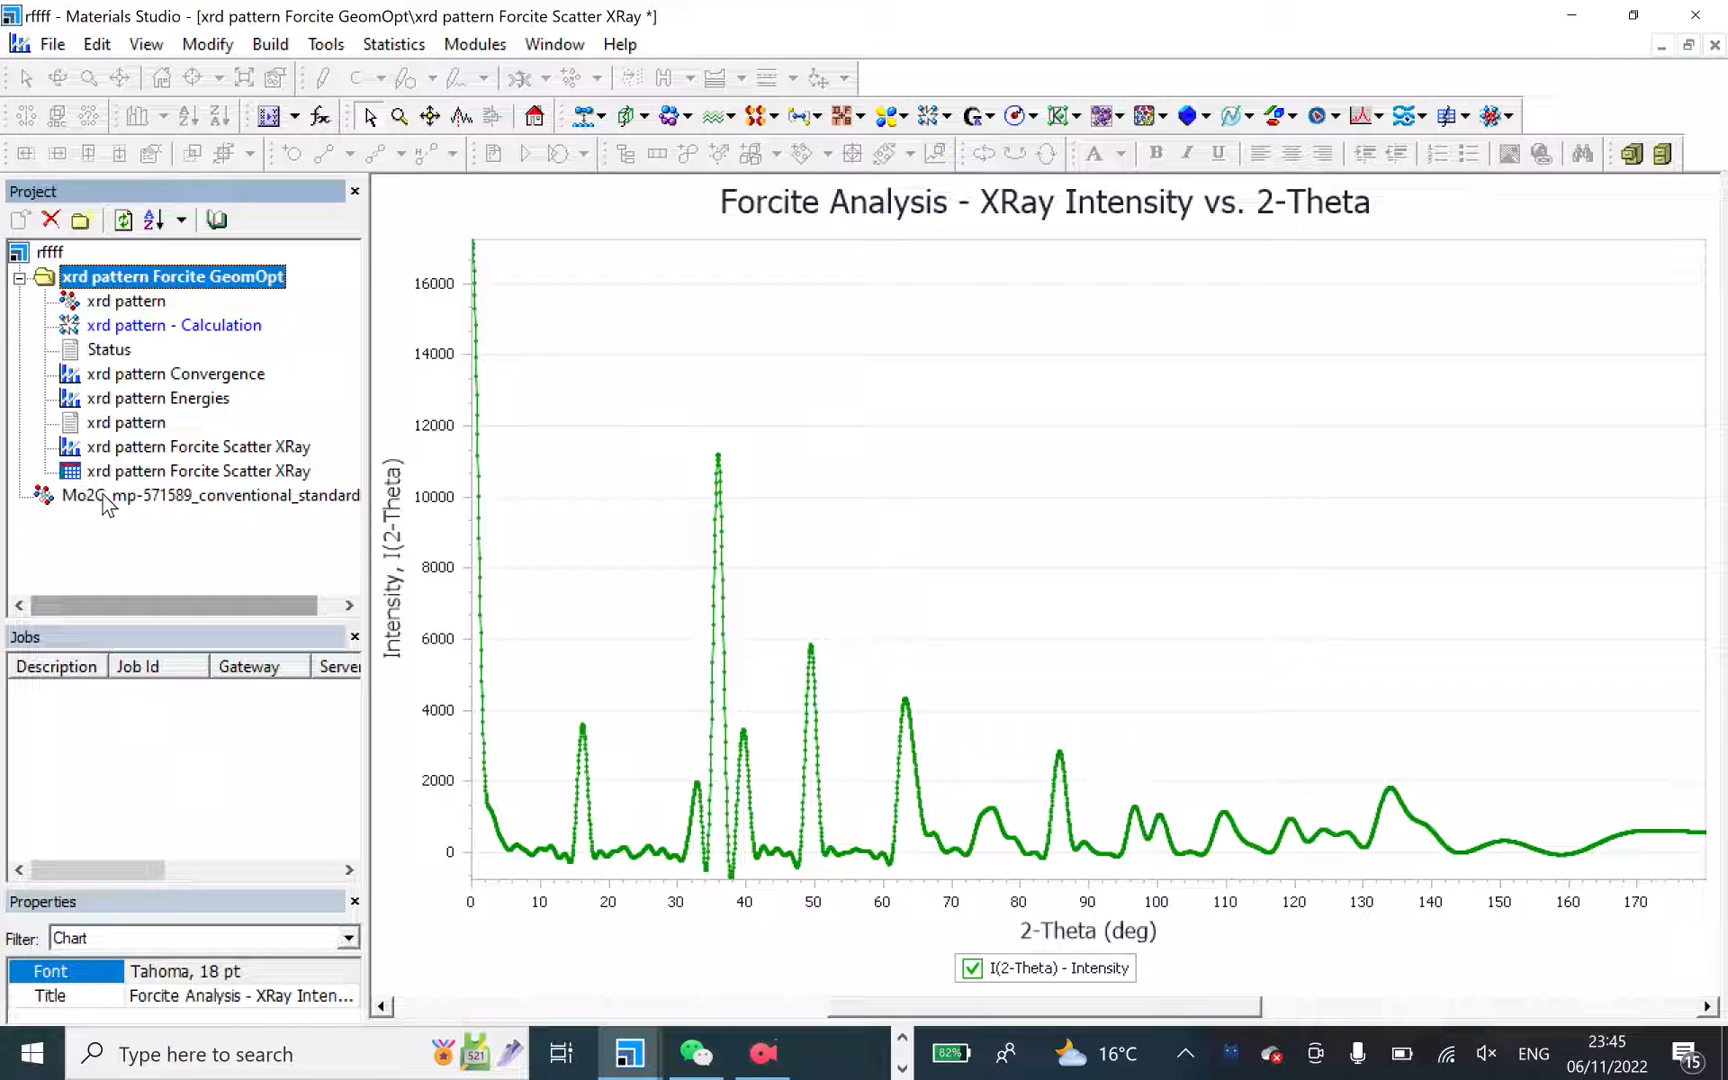 rffff - Materials Studio - [xrd pattern Forcite GeomOpt\xrd pattern Forcite Scatter XRay *]
File Edit View Modify Build Tools Statistics Modules Window Help
Project
rffff
xrd pattern Forcite GeomOpt
xrd pattern
xrd pattern - Calculation
Status
xrd pattern Convergence
xrd pattern Energies
xrd pattern
xrd pattern Forcite Scatter XRay
xrd pattern Forcite Scatter XRay
Mo2C_mp-571589_conventional_standard
Jobs
Description Job Id Gateway Server
Properties
Filter: Chart
Font Tahoma, 18 pt
Title Forcite Analysis - XRay Inten...
Forcite Analysis - XRay Intensity vs. 2-Theta
Intensity, I(2-Theta)
16000
14000
12000
10000
8000
6000
4000
2000
0
0 10 20 30 40 50 60 70 80 90 100 110 120 130 140 150 160 170
2-Theta (deg)
I(2-Theta) - Intensity
Type here to search
521
82%
16°C
ENG
23:45
06/11/2022
15